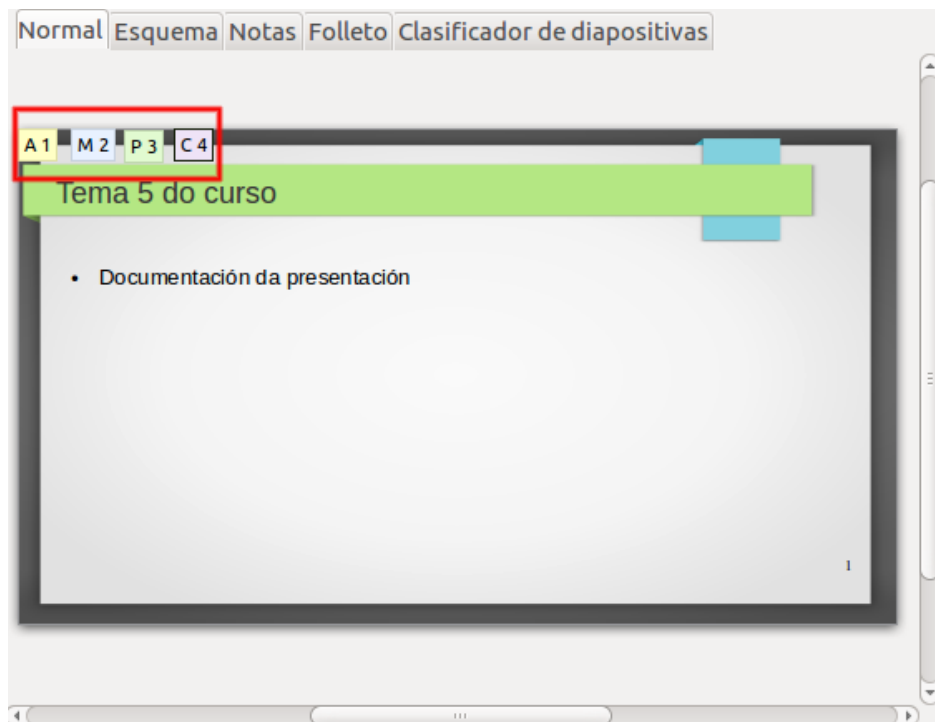 Normal Esquema Notas Folleto Clasificador de diapositivas
A 1 M 2 P 3 C 4
Tema 5 do curso
• Documentación da presentación
1